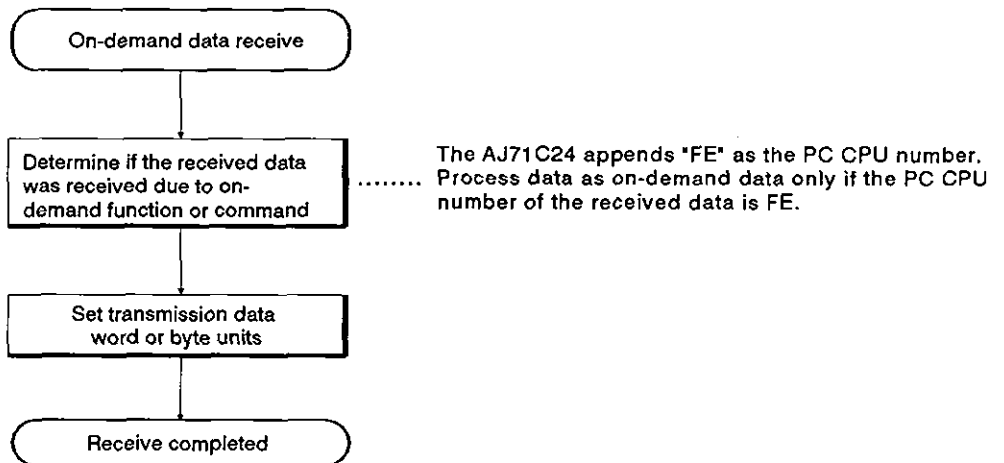 On-demand data receive
Determine if the received data
was received due to on-
demand function or command
........
The AJ71C24 appends "FE" as the PC CPU number.
Process data as on-demand data only if the PC CPU
number of the received data is FE.
Set transmission data
word or byte units
Receive completed